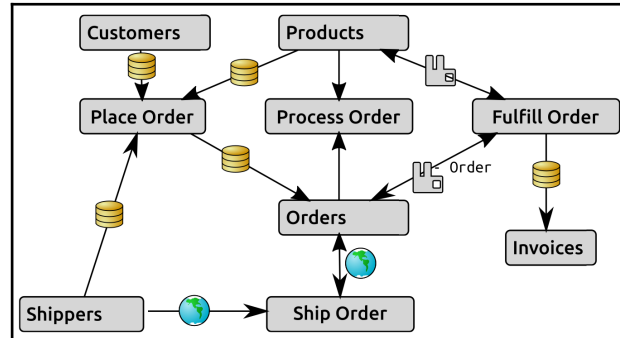 Customers
Products
Place Order
Process Order
Fulfill Order
- Order
Orders
Invoices
Shippers
Ship Order